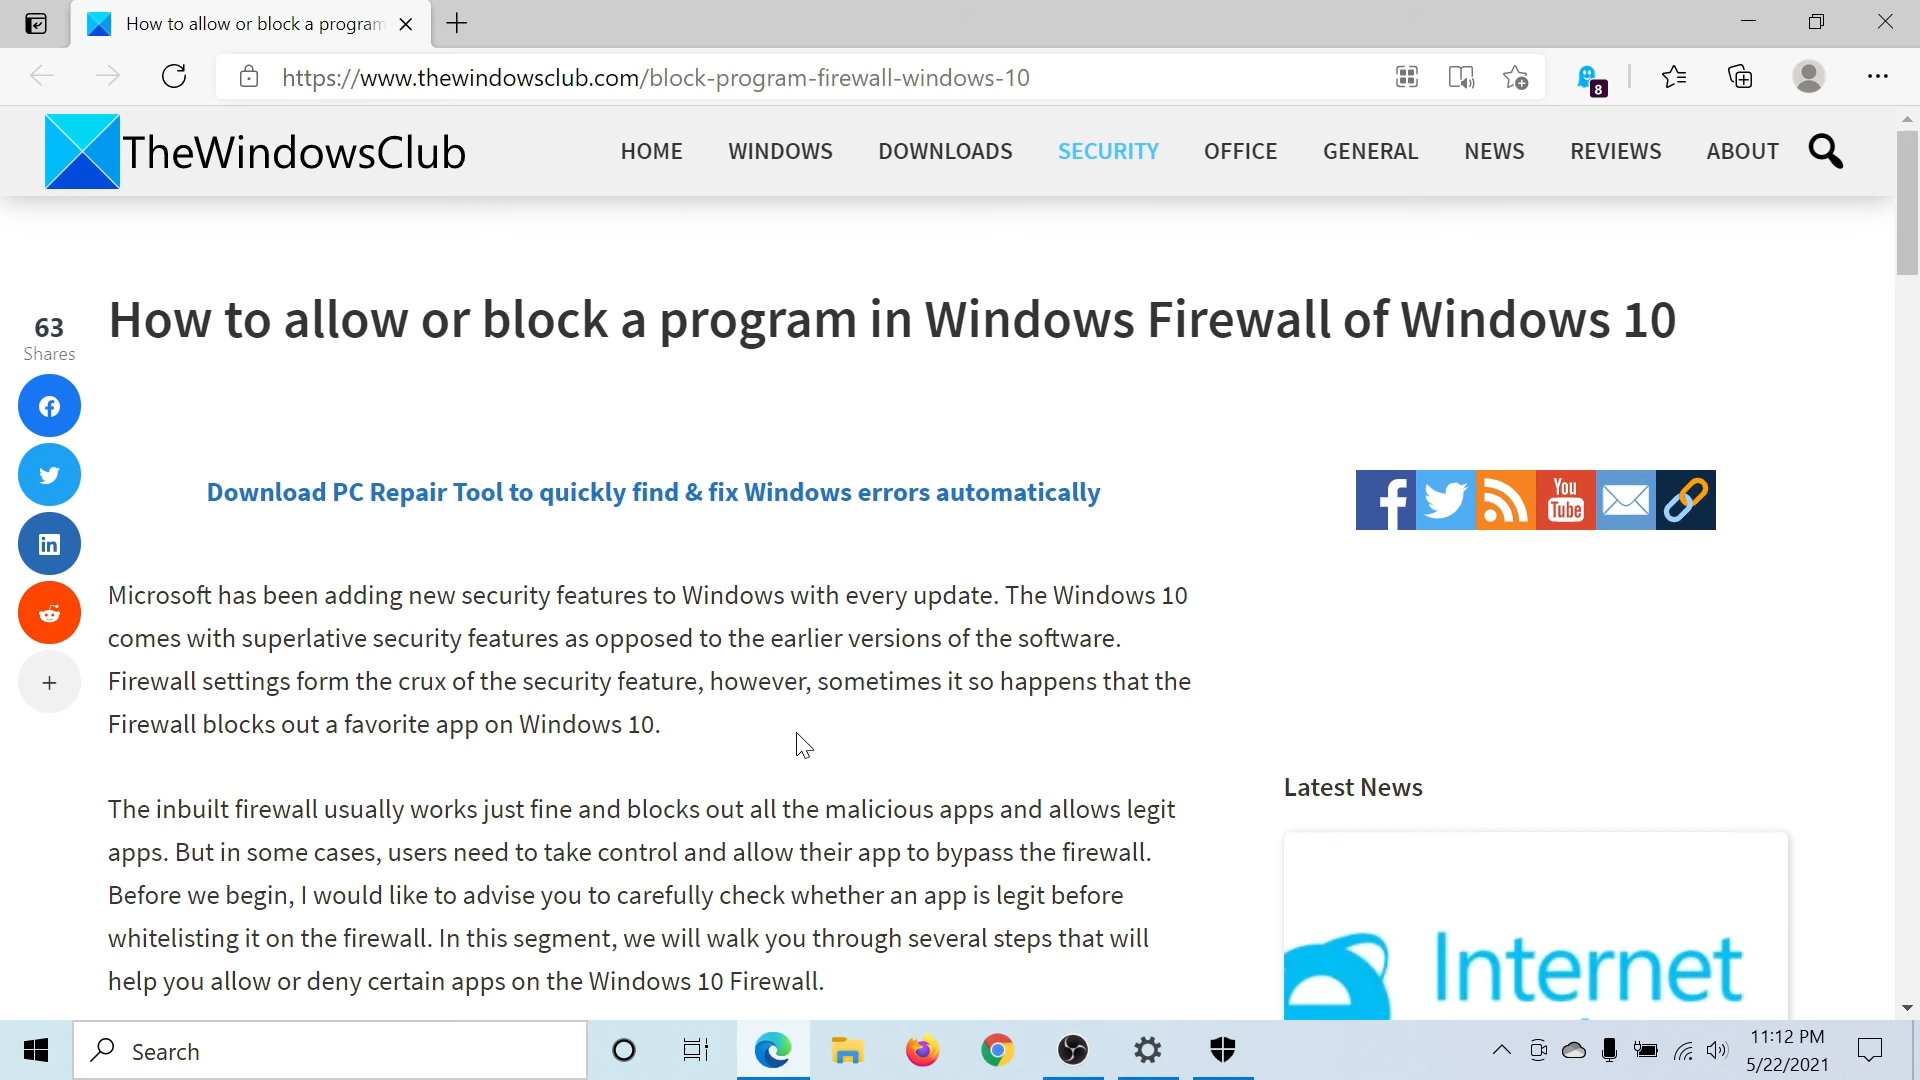 How to allow or block a program
https://www.thewindowsclub.com/block-program-firewall-windows-10
8
TheWindowsClub
HOME WINDOWS DOWNLOADS SECURITY OFFICE GENERAL NEWS REVIEWS ABOUT
How to allow or block a program in Windows Firewall of Windows 10
63
Shares
Download PC Repair Tool to quickly find & fix Windows errors automatically
You
Tube
Microsoft has been adding new security features to Windows with every update. The Windows 10
comes with superlative security features as opposed to the earlier versions of the software.
Firewall settings form the crux of the security feature, however, sometimes it so happens that the
Firewall blocks out a favorite app on Windows 10.
The inbuilt firewall usually works just fine and blocks out all the malicious apps and allows legit
apps. But in some cases, users need to take control and allow their app to bypass the firewall.
Before we begin, I would like to advise you to carefully check whether an app is legit before
whitelisting it on the firewall. In this segment, we will walk you through several steps that will
help you allow or deny certain apps on the Windows 10 Firewall.
Latest News
Internet
Search
11:12 PM
5/22/2021